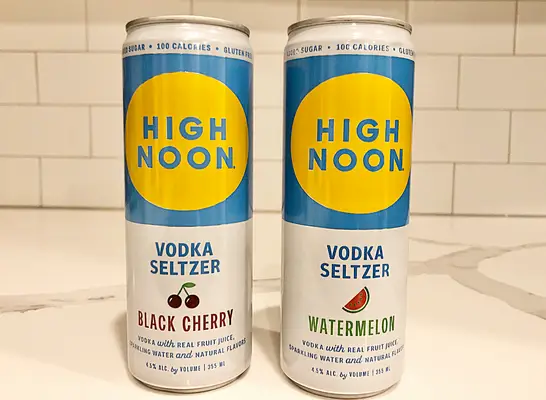 SUGAR • 100 CALORIES • GLUTEN
HIGH
NOON
VODKA
SELTZER
BLACK CHERRY
VODKA with REAL FRUIT JUICE,
SPARKLING WATER and NATURAL FLAVORS
4.5% ALC. by VOLUME | 355 ML
SUGAR • 100 CALORIES • GLUTEN
HIGH
NOON
VODKA
SELTZER
WATERMELON
VODKA with REAL FRUIT JUICE,
SPARKLING WATER and NATURAL FLAVORS
4.5% ALC. by VOLUME | 355 ML